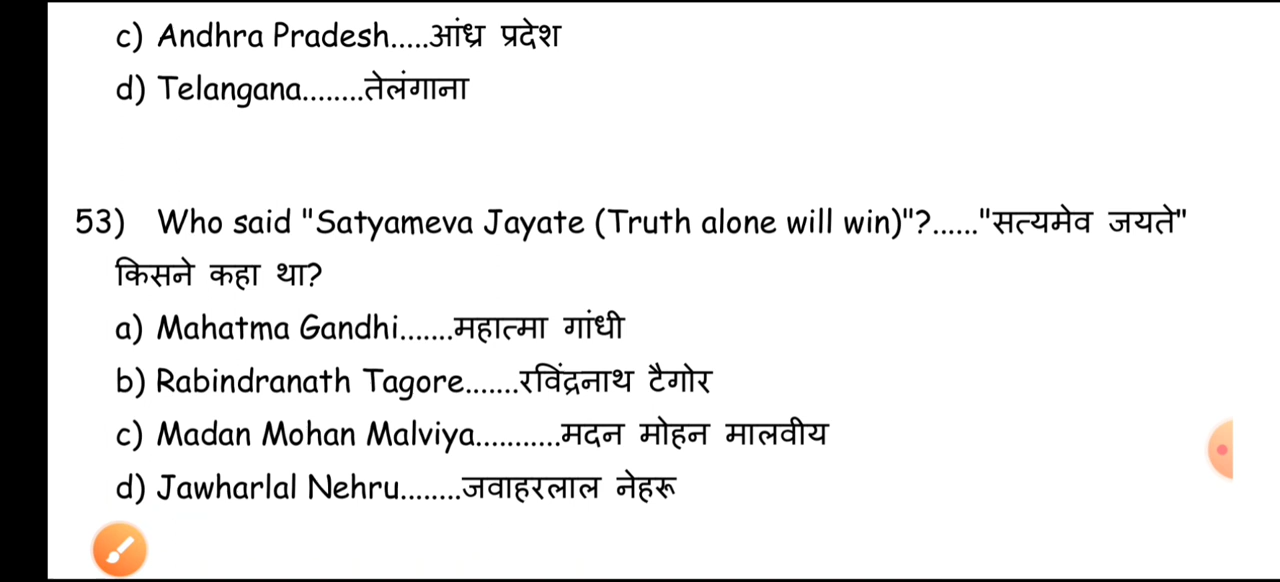 c) Andhra Pradesh.....आंध्र प्रदेश
d) Telangana........तेलंगाना
53) Who said "Satyameva Jayate (Truth alone will win)"?......"सत्यमेव जयते"
किसने कहा था?
a) Mahatma Gandhi.......महात्मा गांधी
b) Rabindranath Tagore.......रविंद्रनाथ टैगोर
c) Madan Mohan Malviya...........मदन मोहन मालवीय
d) Jawharlal Nehru........जवाहरलाल नेहरू